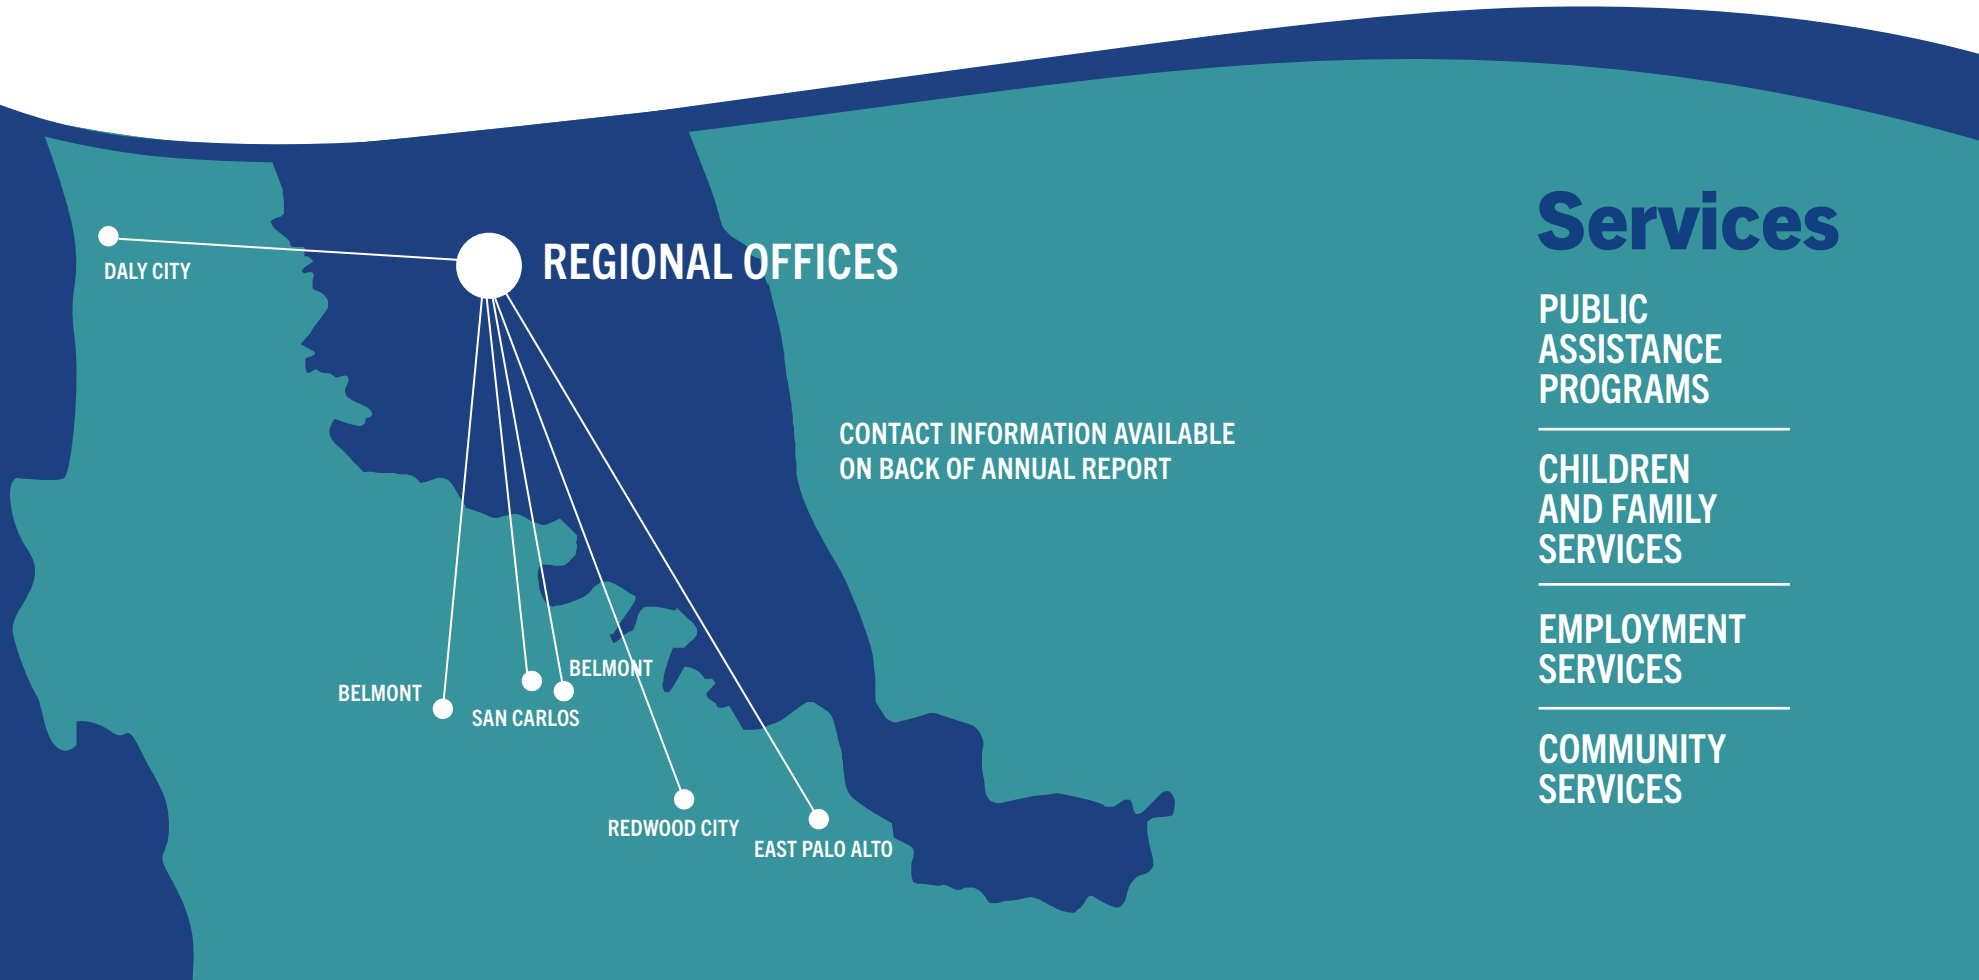 DALY CITY
REGIONAL OFFICES
CONTACT INFORMATION AVAILABLE
ON BACK OF ANNUAL REPORT
BELMONT
BELMONT
SAN CARLOS
REDWOOD CITY
EAST PALO ALTO
Services
PUBLIC
ASSISTANCE
PROGRAMS
CHILDREN
AND FAMILY
SERVICES
EMPLOYMENT
SERVICES
COMMUNITY
SERVICES